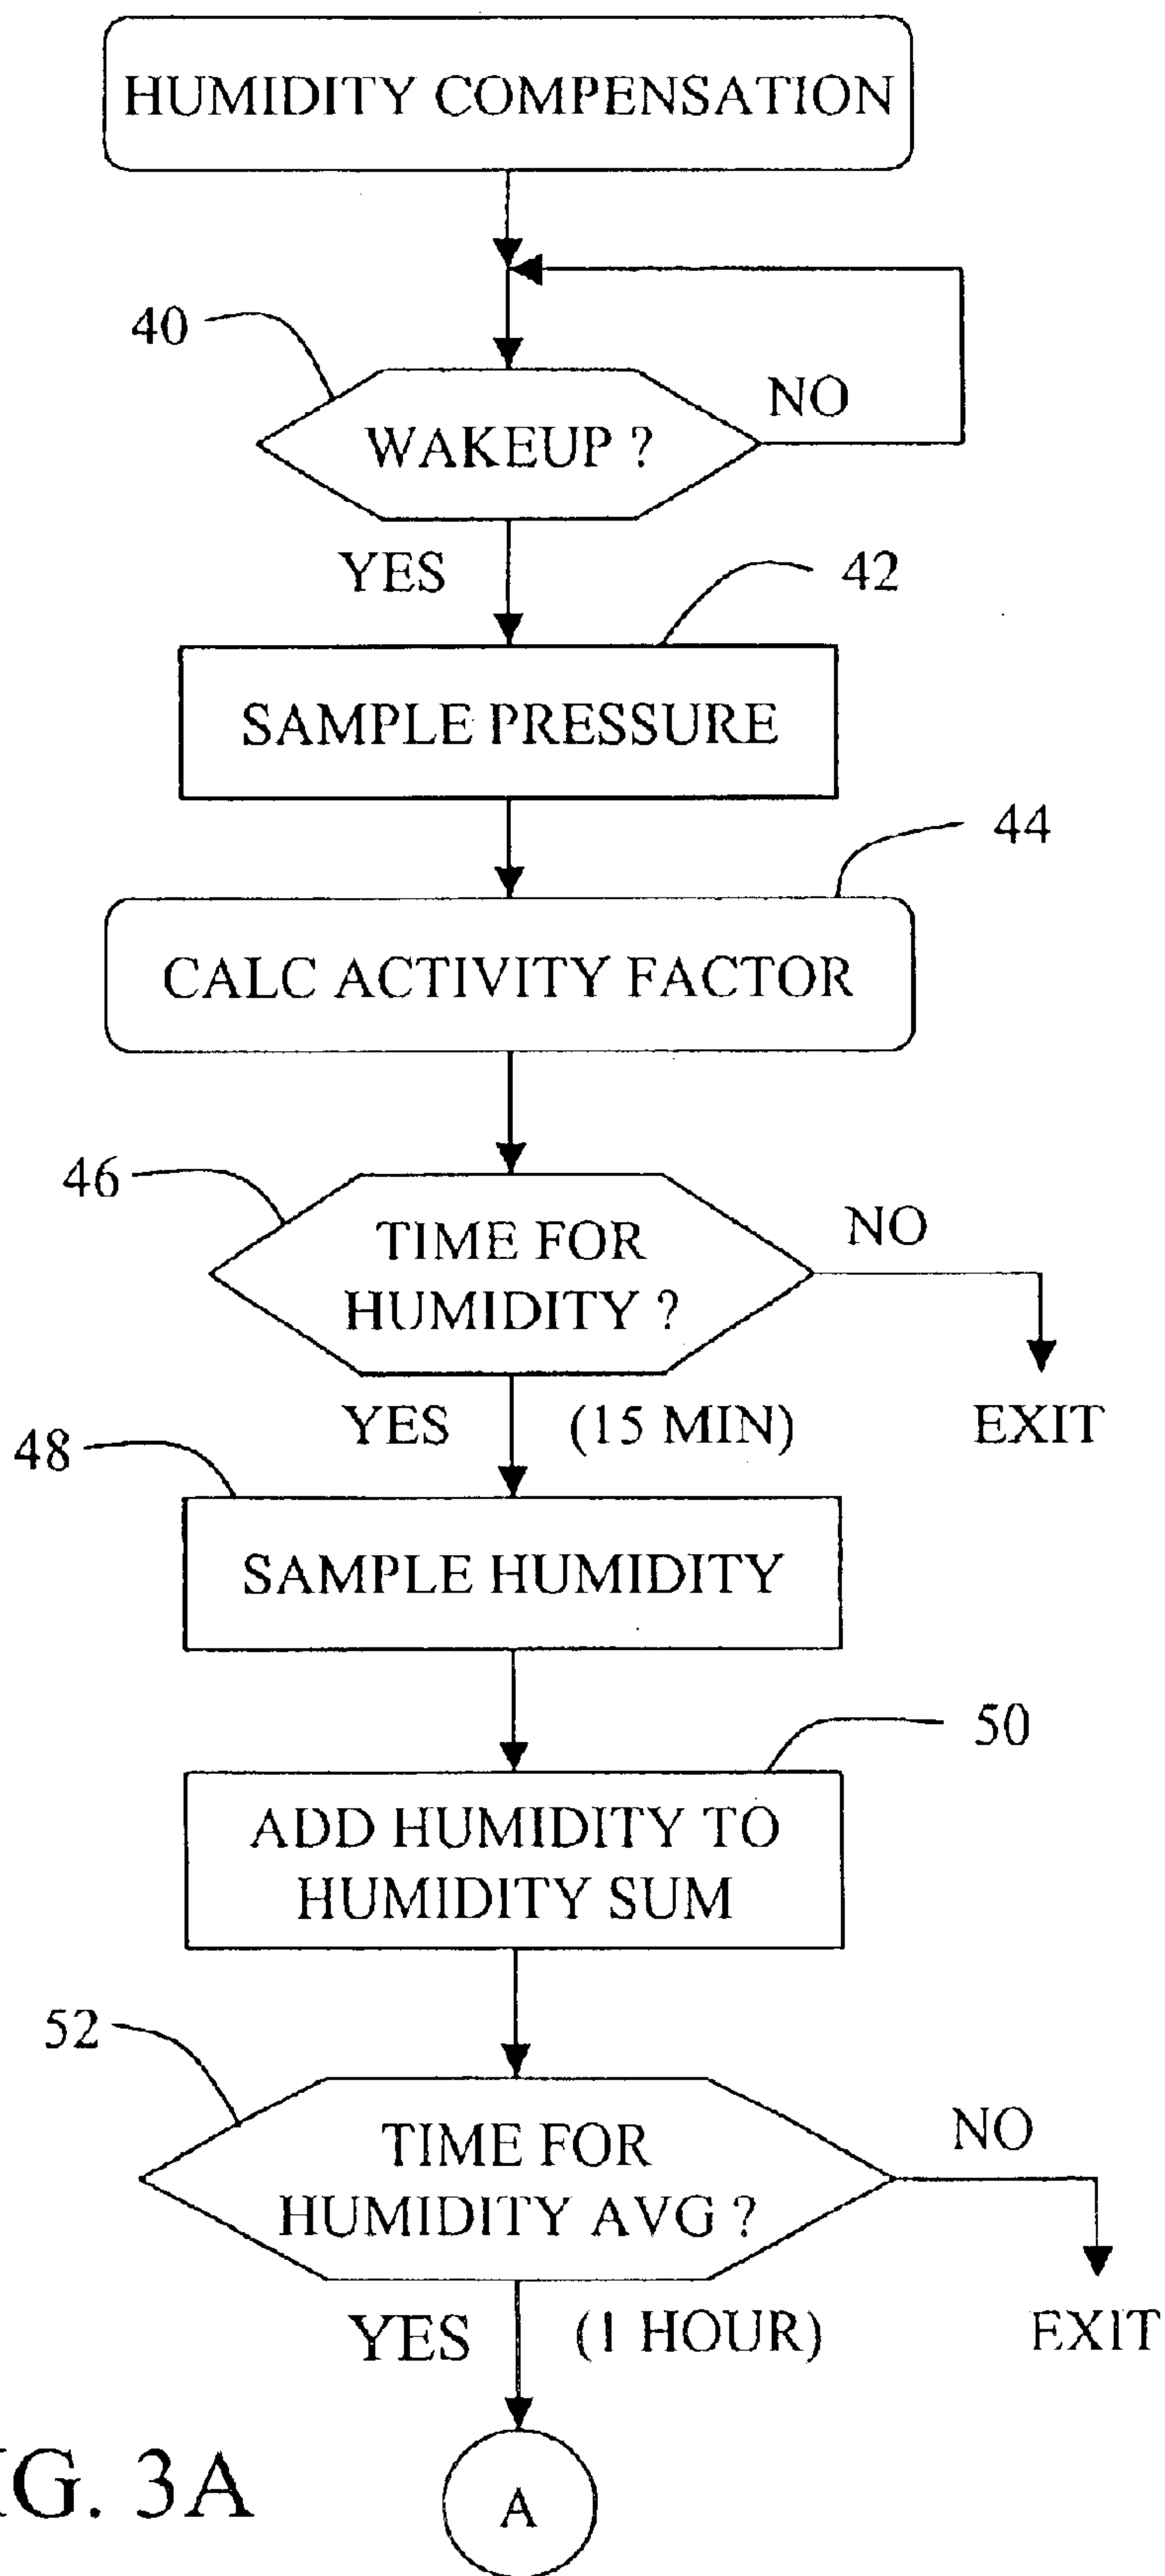 HUMIDITY COMPENSATION
40
NO
WAKEUP ?
YES
42
SAMPLE PRESSURE
44
CALC ACTIVITY FACTOR
46
NO
TIME FOR
HUMIDITY ?
YES (15 MIN)
EXIT
48
SAMPLE HUMIDITY
50
ADD HUMIDITY TO
HUMIDITY SUM
52
NO
TIME FOR
HUMIDITY AVG ?
YES (1 HOUR)
EXIT
G. 3A
A